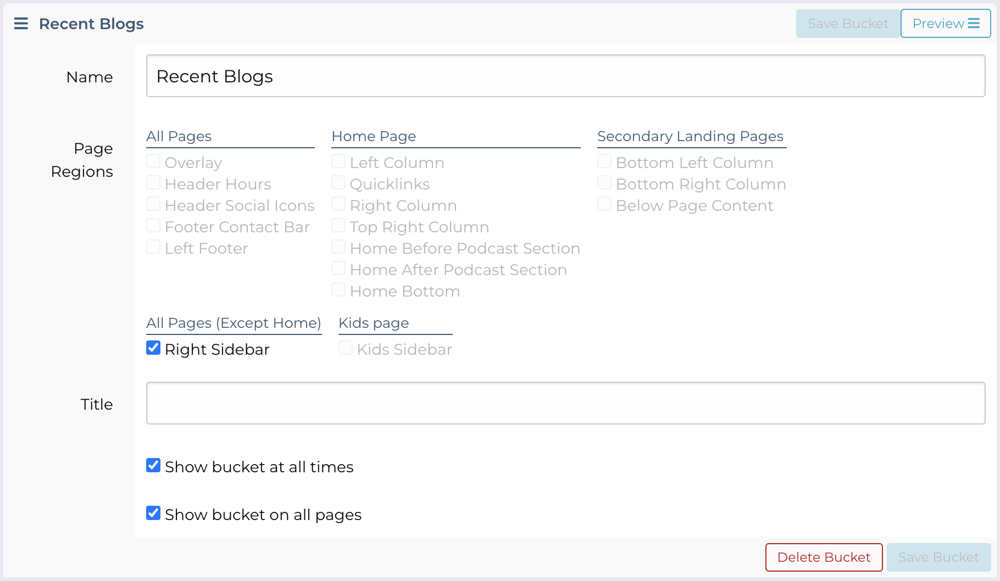 Recent Blogs
Save Bucket
Preview
Name
Recent Blogs
Page
Regions
All Pages
Overlay
Header Hours
Header Social Icons
Footer Contact Bar
Left Footer
Home Page
Left Column
Quicklinks
Right Column
Top Right Column
Home Before Podcast Section
Home After Podcast Section
Home Bottom
Secondary Landing Pages
Bottom Left Column
Bottom Right Column
Below Page Content
All Pages (Except Home)
Right Sidebar
Kids page
Kids Sidebar
Title
Show bucket at all times
Show bucket on all pages
Delete Bucket
Save Bucket